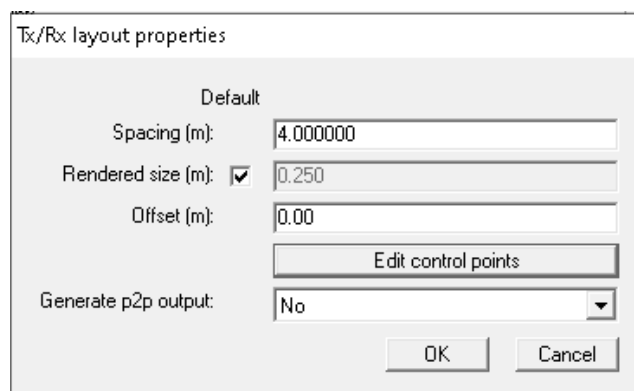 Tx/Rx layout properties
Default
Spacing (m): 4.000000
Rendered size (m): 0.250
Offset (m): 0.00
Edit control points
Generate p2p output: No
OK Cancel